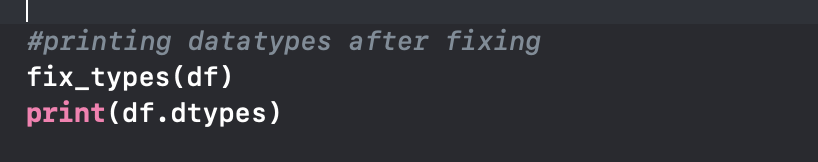 #printing datatypes after fixing
fix_types(df)
print(df.dtypes)